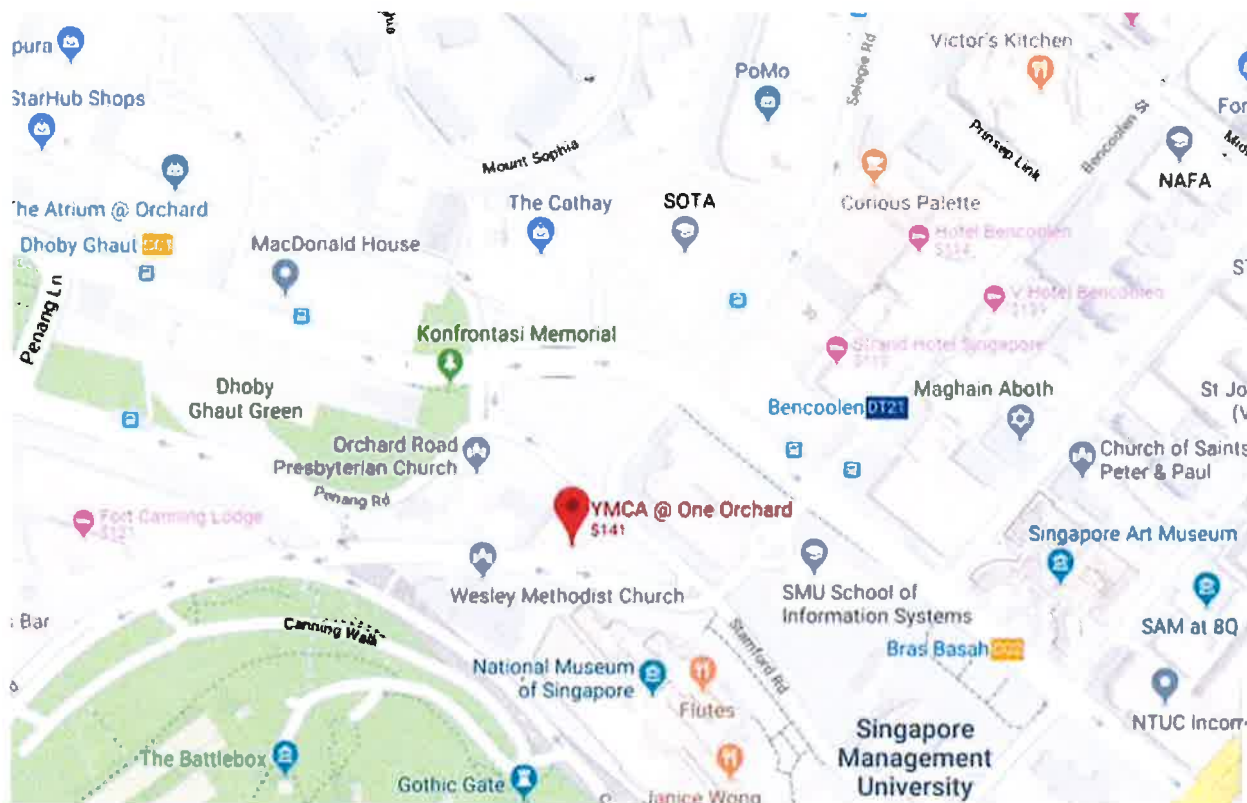 pura
StarHub Shops
The Atrium @ Orchard
Dhoby Ghaut
MacDonald House
Penang Ln
Dhoby
Ghaut Green
Mount Sophia
The Cathay
SOTA
PoMo
Selegie Rd
Victor's Kitchen
Prinsep Link
Bencoolen St
NAFA
Curious Palette
Hotel Bencoolen
V Hotel Bencoolen
Strand Hotel Singapore
Konfrontasi Memorial
Bencoolen DT21
Maghain Aboth
St Jo
(V
Church of Saints
Peter & Paul
Orchard Road
Presbyterian Church
Penang Rd
Fort Canning Lodge
YMCA @ One Orchard
$141
Wesley Methodist Church
SMU School of
Information Systems
Singapore Art Museum
SAM at 8Q
Bras Basah
Canning Walk
Stamford Rd
National Museum
of Singapore
Flutes
NTUC Incom
Singapore
Management
University
The Battlebox
Gothic Gate
Janice Wong
Bar